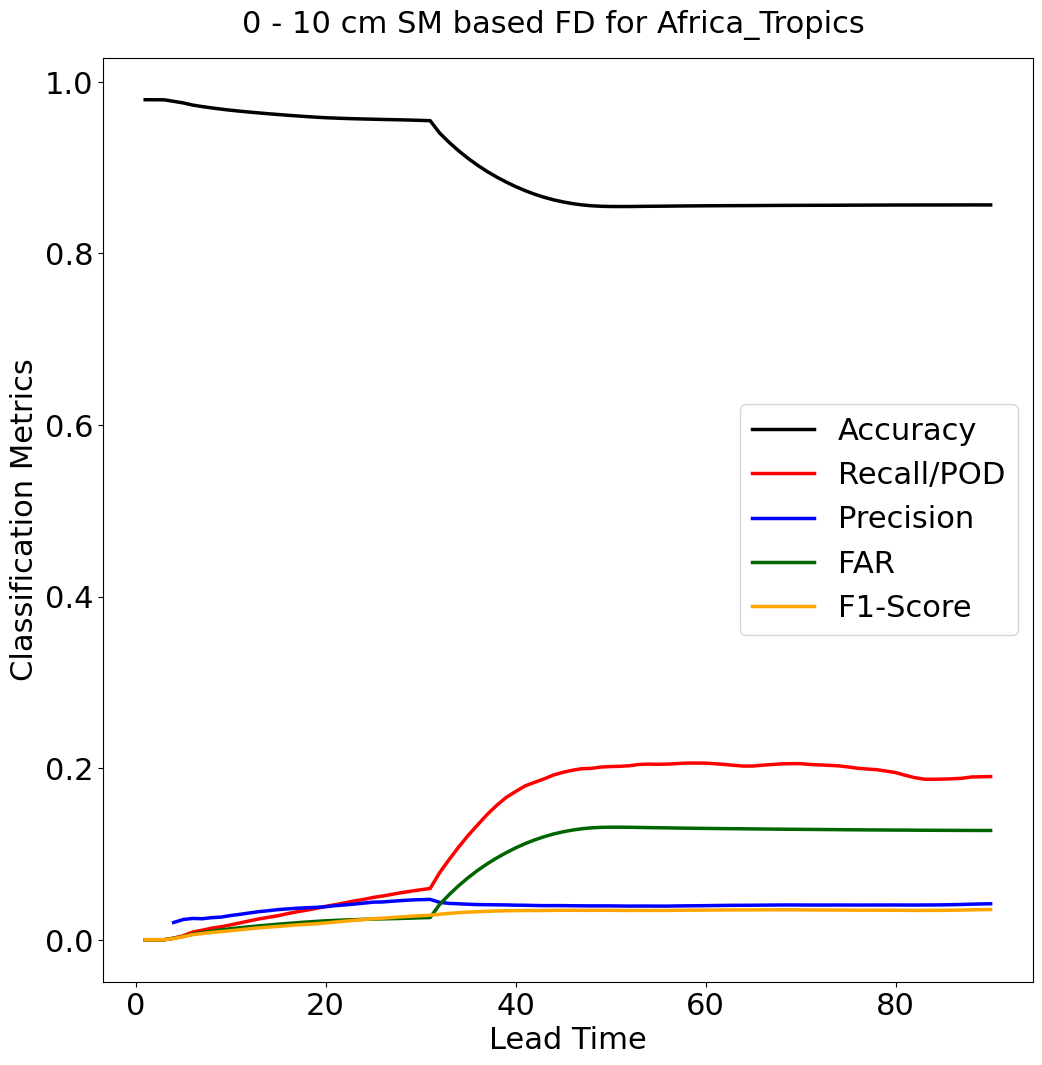 0 - 10 cm SM based FD for Africa_Tropics
1.0
0.8
0.6
0.4
0.2
0.0
Classification Metrics
Accuracy
Recall/POD
Precision
FAR
F1-Score
0 20 40 60 80
Lead Time